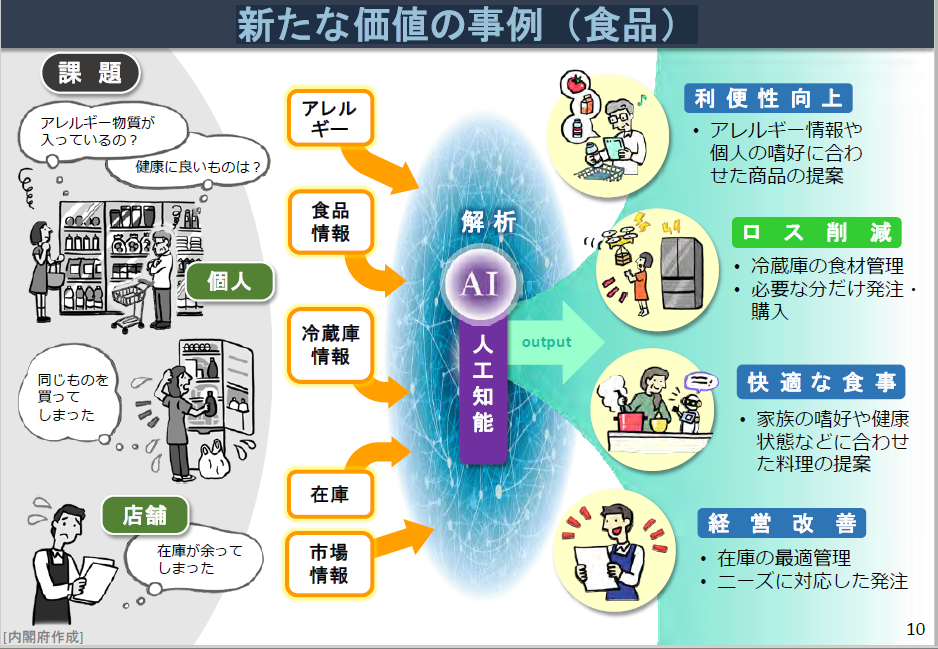 新たな価値の事例（食品）
課題
アレルギー物質が
入っているの？
健康に良いものは？
個人
同じものを
買って
しまった
店舗
在庫が余って
しまった
アレル
ギー
食品
情報
冷蔵庫
情報
在庫
市場
情報
解析
AI
人工知能
output
利便性向上
• アレルギー情報や
個人の嗜好に合わ
せた商品の提案
ロス削減
• 冷蔵庫の食材管理
• 必要な分だけ発注・
購入
快適な食事
• 家族の嗜好や健康
状態などに合わせ
た料理の提案
経営改善
• 在庫の最適管理
• ニーズに対応した発注
[内閣府作成]
10